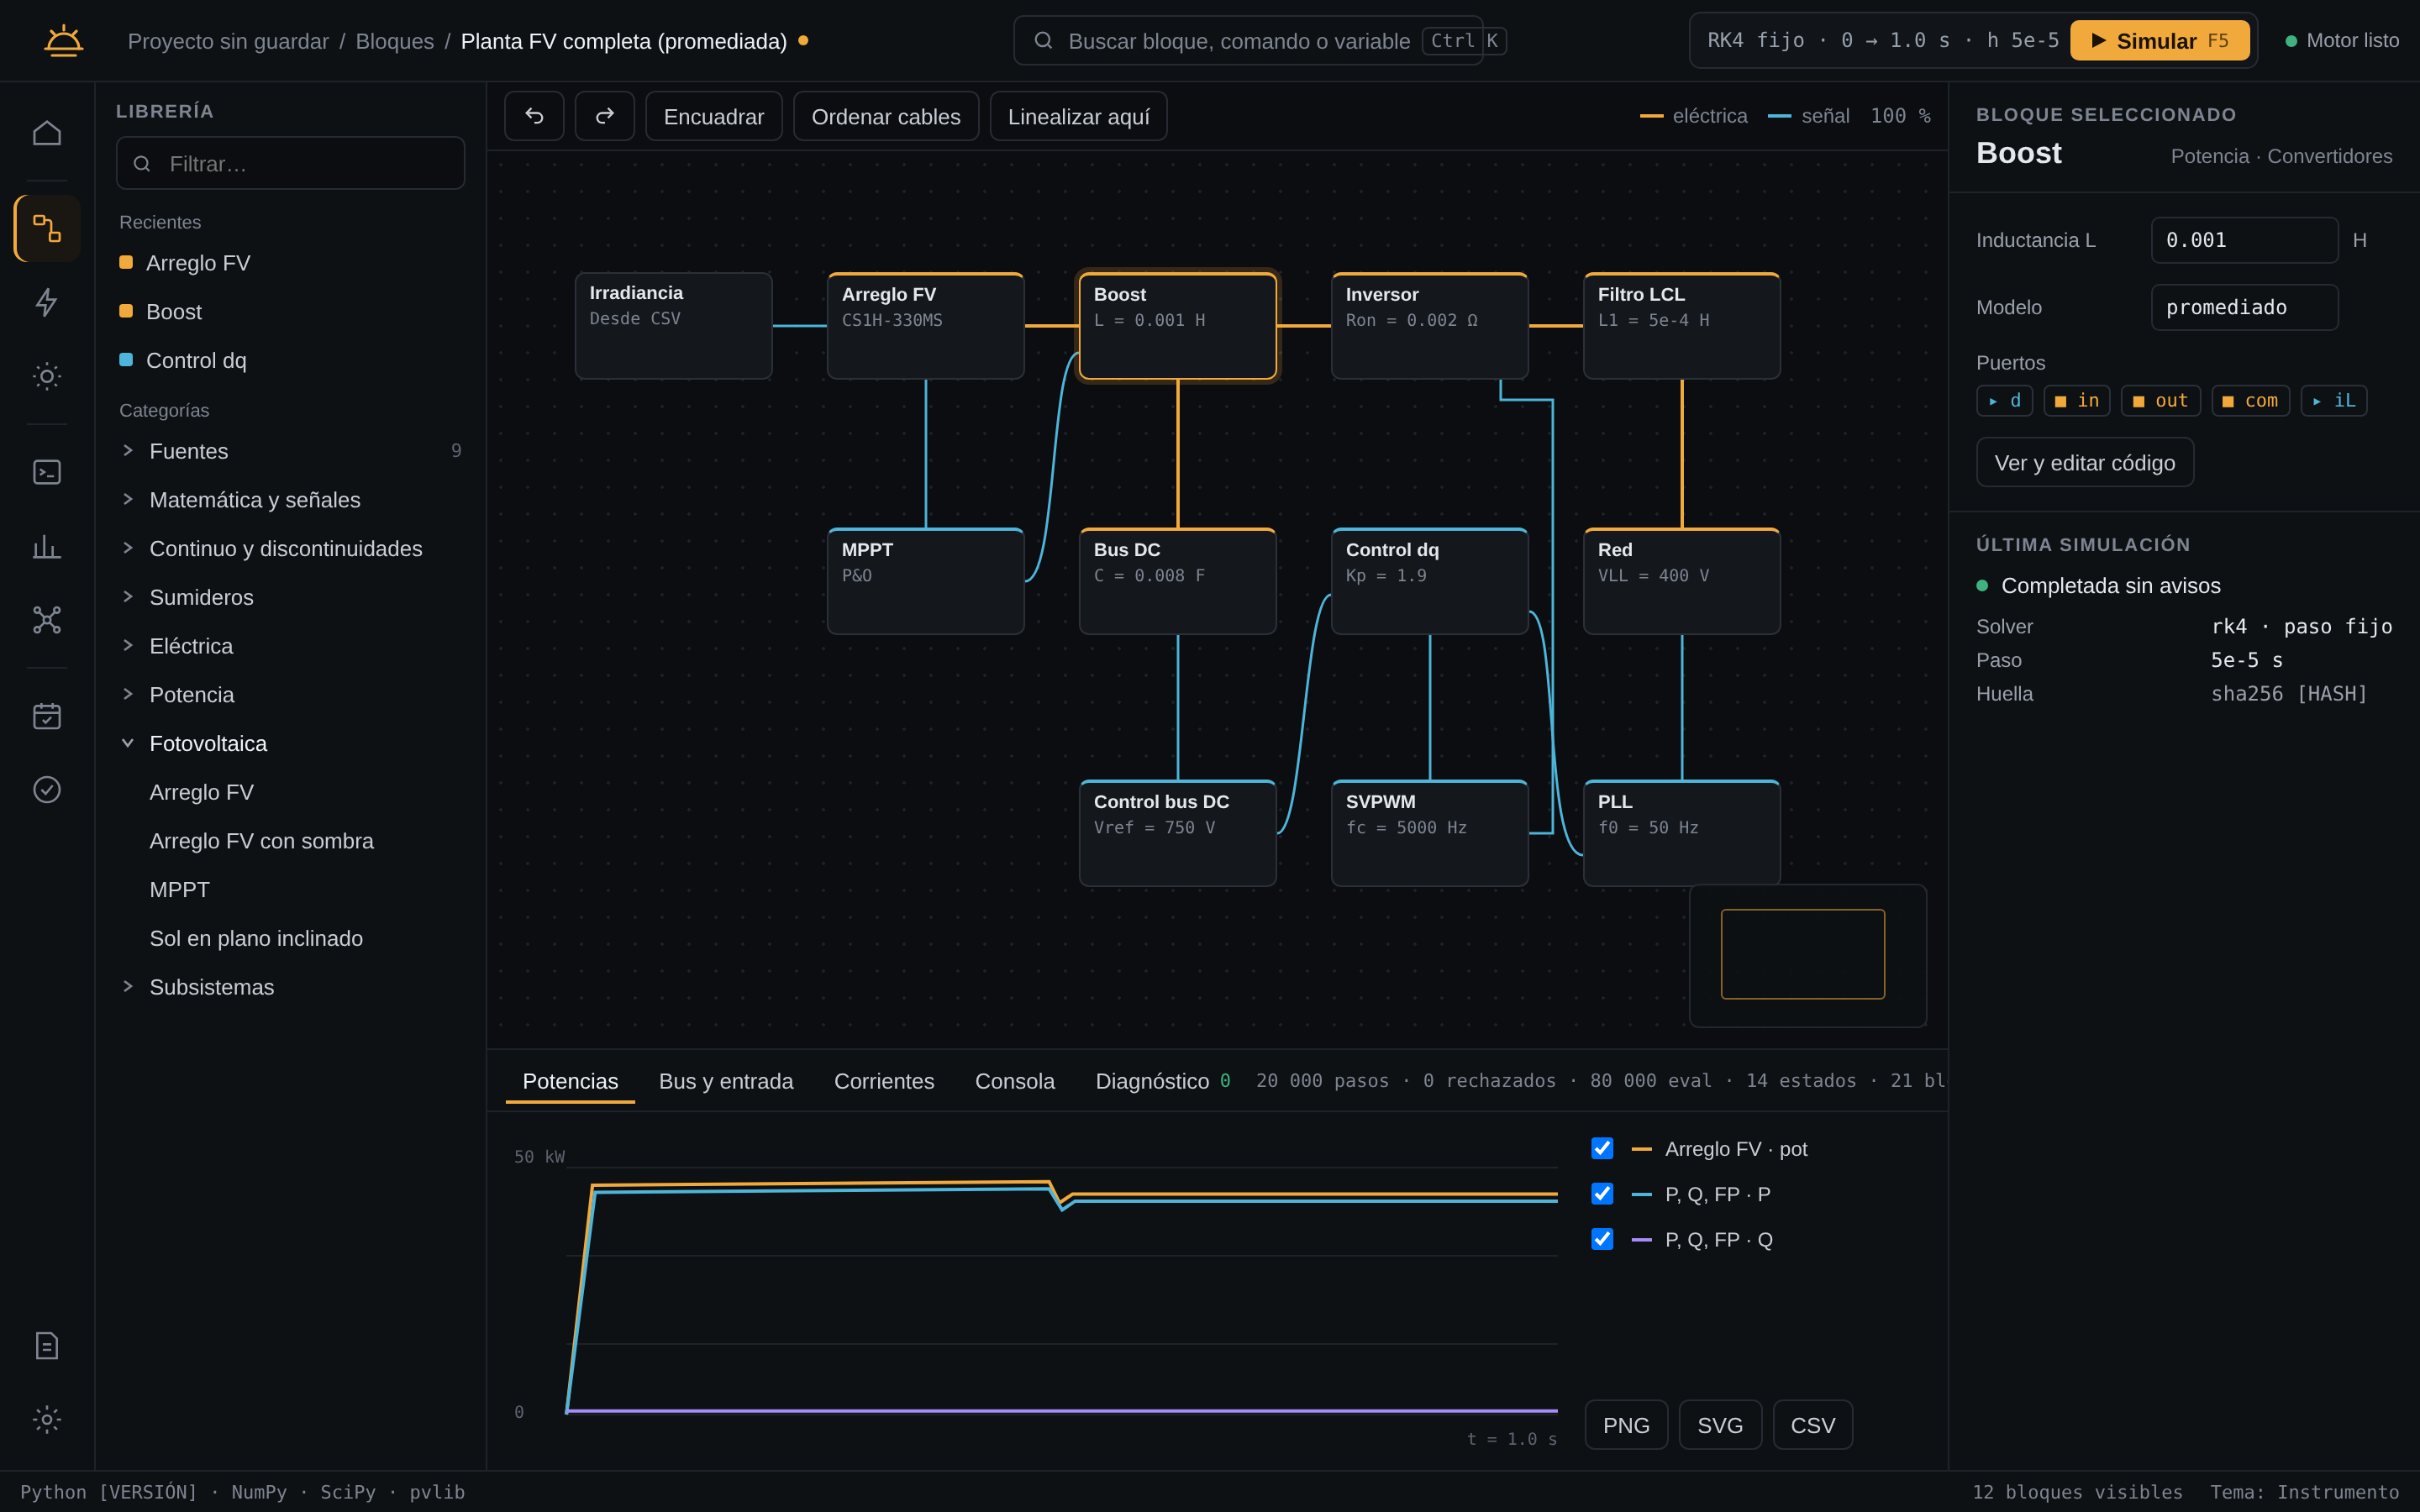 Proyecto sin guardar / Bloques / Planta FV completa (promediada)
Buscar bloque, comando o variable Ctrl K
RK4 fijo · 0 → 1.0 s · h 5e-5
Simular F5
Motor listo
LIBRERÍA
Filtrar…
Recientes
Arreglo FV
Boost
Control dq
Categorías
Fuentes 9
Matemática y señales
Continuo y discontinuidades
Sumideros
Eléctrica
Potencia
Fotovoltaica
Arreglo FV
Arreglo FV con sombra
MPPT
Sol en plano inclinado
Subsistemas
Encuadrar
Ordenar cables
Linealizar aquí
eléctrica
señal
100 %
Irradiancia
Desde CSV
Arreglo FV
CS1H-330MS
Boost
L = 0.001 H
Inversor
Ron = 0.002 Ω
Filtro LCL
L1 = 5e-4 H
MPPT
P&O
Bus DC
C = 0.008 F
Control dq
Kp = 1.9
Red
VLL = 400 V
Control bus DC
Vref = 750 V
SVPWM
fc = 5000 Hz
PLL
f0 = 50 Hz
Potencias
Bus y entrada
Corrientes
Consola
Diagnóstico 0
20 000 pasos · 0 rechazados · 80 000 eval · 14 estados · 21 bl
50 kW
0
t = 1.0 s
Arreglo FV · pot
P, Q, FP · P
P, Q, FP · Q
PNG
SVG
CSV
BLOQUE SELECCIONADO
Boost
Potencia · Convertidores
Inductancia L 0.001 H
Modelo promediado
Puertos
d
in
out
com
iL
Ver y editar código
ÚLTIMA SIMULACIÓN
Completada sin avisos
Solver rk4 · paso fijo
Paso 5e-5 s
Huella sha256 [HASH]
Python [VERSIÓN] · NumPy · SciPy · pvlib
12 bloques visibles
Tema: Instrumento